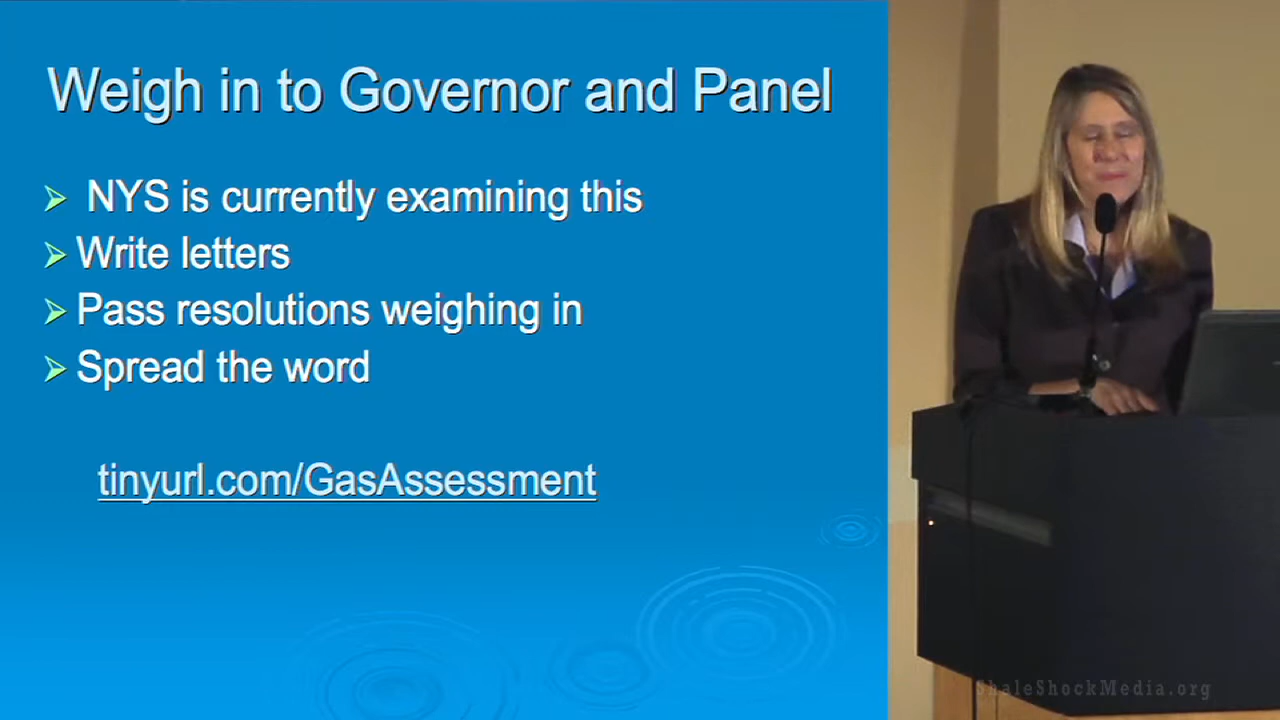 Weigh in to Governor and Panel
NYS is currently examining this
Write letters
Pass resolutions weighing in
Spread the word
tinyurl.com/GasAssessment
ShaleShockMedia.org